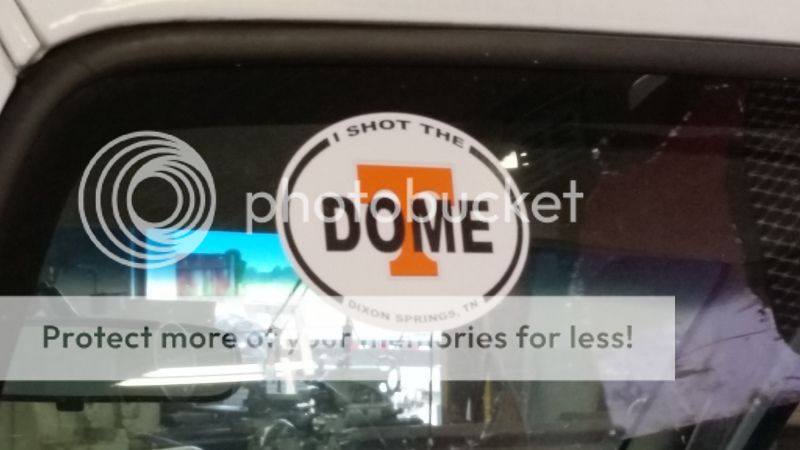 I SHOT THE
T
DOME
DIXON SPRINGS, TN
photobucket
Protect more of your memories for less!